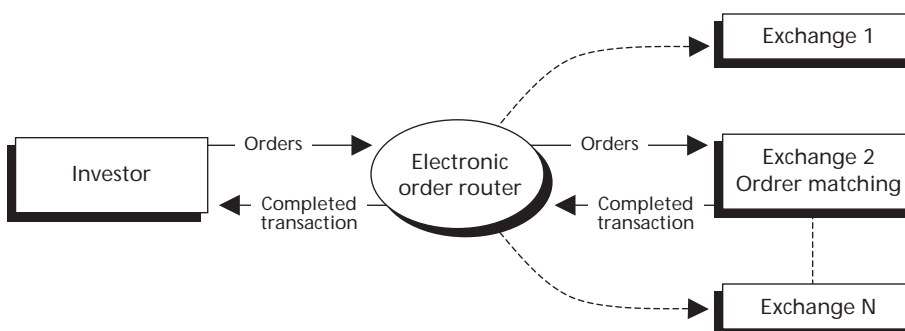 Exchange 1
Investor
Orders
Completed
transaction
Electronic
order router
Orders
Completed
transaction
Exchange 2
Ordrer matching
Exchange N